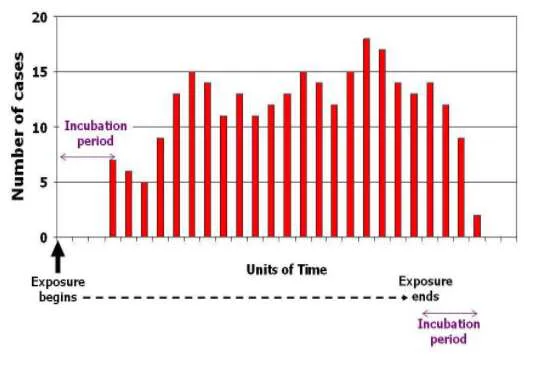 20
15
10
5
0
Number of cases
Incubation
period
Units of Time
Exposure
begins
Exposure
ends
Incubation
period